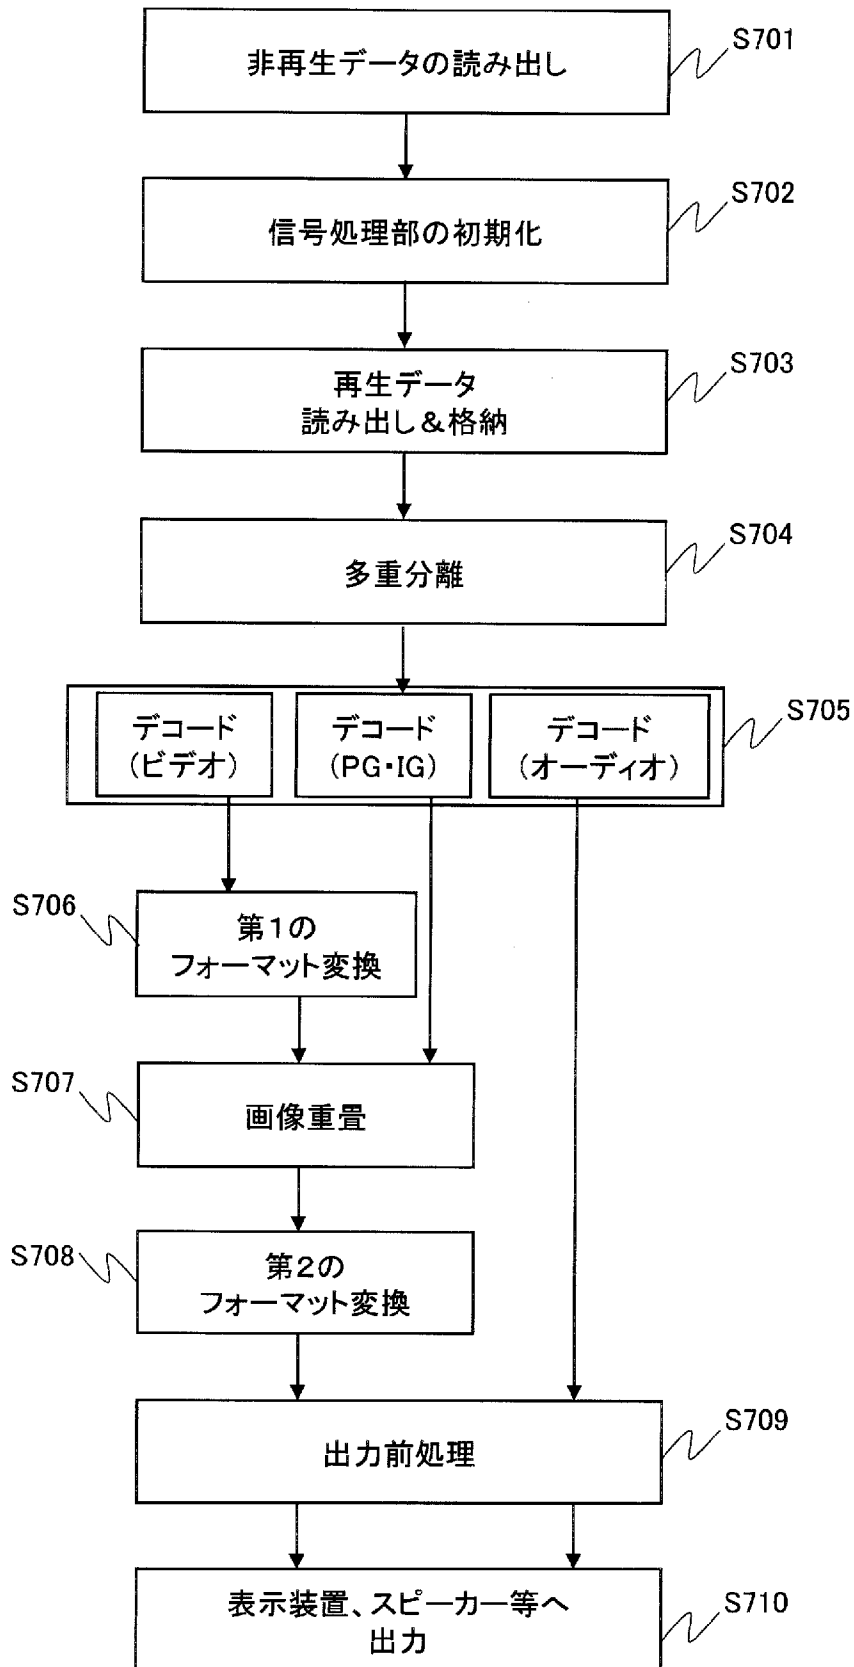 非再生データの読み出し
S701
信号処理部の初期化
S702
再生データ
読み出し&格納
S703
多重分離
S704
デコード
(ビデオ)
デコード
(PG・IG)
デコード
(オーディオ)
S705
S706
第1の
フォーマット変換
S707
画像重畳
S708
第2の
フォーマット変換
出力前処理
S709
表示装置、スピーカー等へ
出力
S710